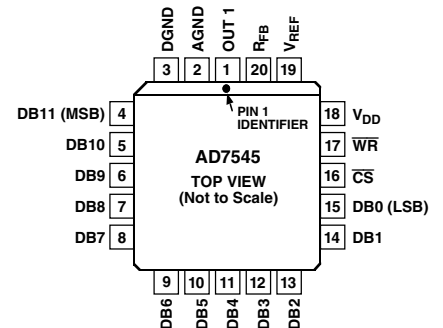 DGND AGND OUT 1 RFB VREF
3 2 1 20 19
PIN 1
IDENTIFIER
DB11 (MSB) 4
18 VDD
DB10 5
17 WR
DB9 6
16 CS
DB8 7
15 DB0 (LSB)
DB7 8
14 DB1
AD7545
TOP VIEW
(Not to Scale)
9 10 11 12 13
DB6 DB5 DB4 DB3 DB2